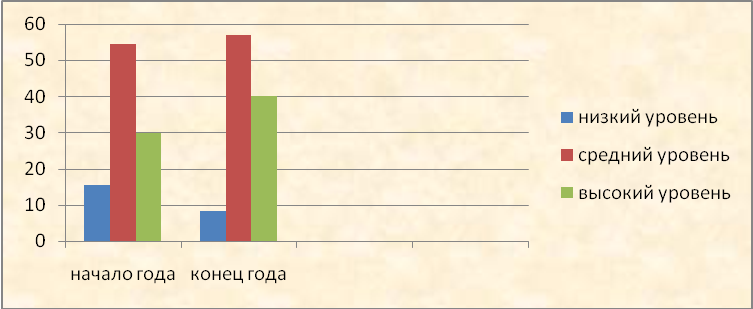 60
50
40
30
20
10
0
начало года
конец года
низкий уровень
средний уровень
высокий уровень